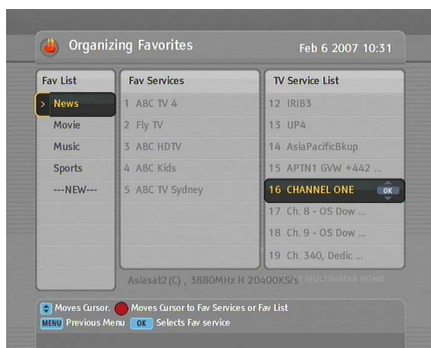 Organizing Favorites
Feb 6 2007 10:31
Fav List
Fav Services
TV Service List
> News
1 ABC TV 4
12 IRIB3
Movie
2 Fly TV
13 UP4
Music
3 ABC HDTV
14 AsiaPacificBkup
Sports
4 ABC Kids
15 APTN1 GVW +442 ...
---NEW---
5 ABC TV Sydney
16 CHANNEL ONE OK
17 Ch. 8 - OS Dow ...
18 Ch. 9 - OS Dow ...
19 Ch. 340, Dedic ...
Asiasat2(C) , 3880MHz H 20400KS/s
MULTIMEDIA HOME
Moves Cursor. Moves Cursor to Fav Services or Fav List
MENU Previous Menu OK Selects Fav service